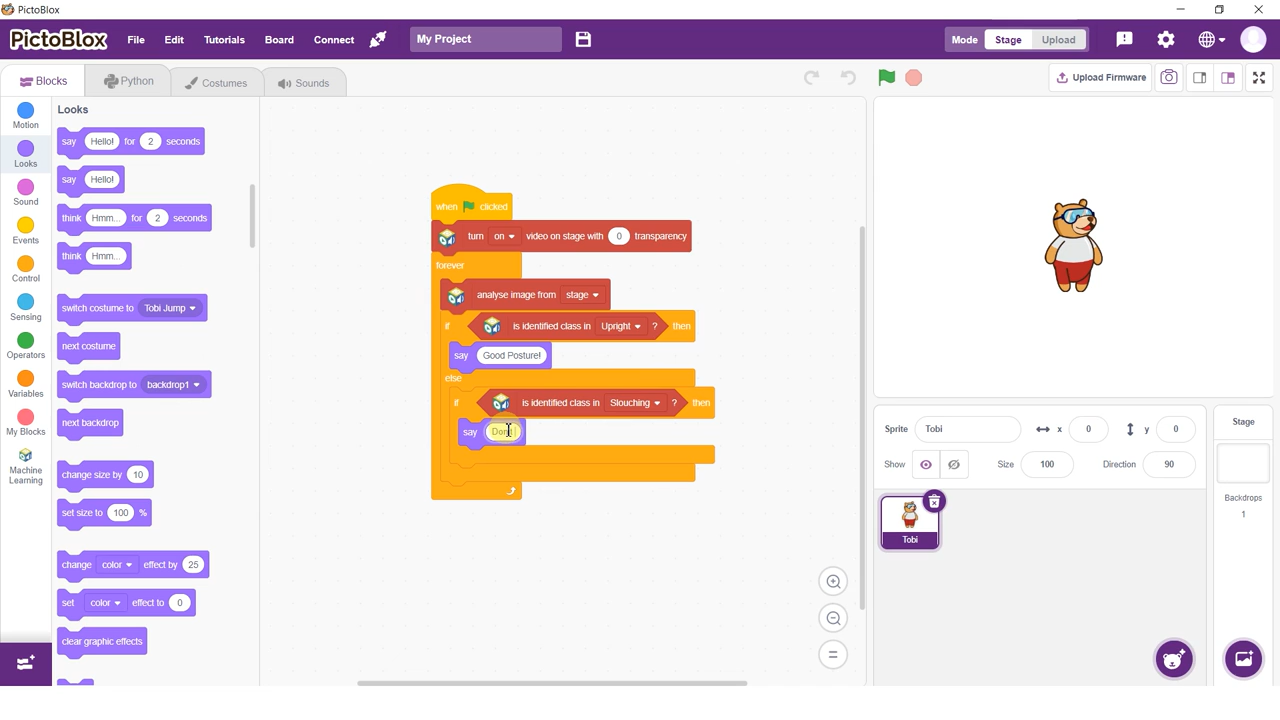 PictoBlox
PictoBlox File Edit Tutorials Board Connect My Project Mode Stage Upload
Blocks Python Costumes Sounds Upload Firmware
Motion
Looks
Sound
Events
Control
Sensing
Operators
Variables
My Blocks
Machine
Learning
Looks
say Hello! for 2 seconds
say Hello!
think Hmm... for 2 seconds
think Hmm...
switch costume to Tobi Jump
next costume
switch backdrop to backdrop1
next backdrop
change size by 10
set size to 100 %
change color effect by 25
set color effect to 0
clear graphic effects
when clicked
turn on video on stage with 0 transparency
forever
analyse image from stage
if is identified class in Upright ? then
say Good Posture!
else
if is identified class in Slouching ? then
say
Sprite Tobi x 0 y 0
Show Size 100 Direction 90
Tobi
Stage
Backdrops
1